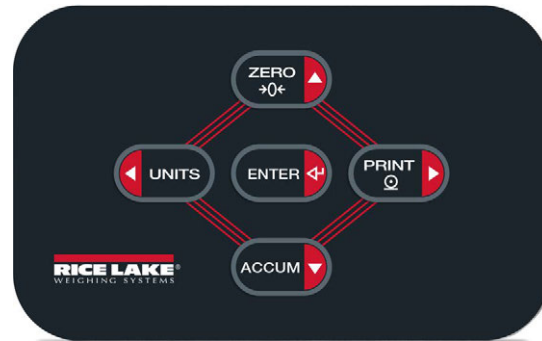 ZERO
→0←
UNITS
ENTER
PRINT
ACCUM
RICE LAKE®
WEIGHING SYSTEMS